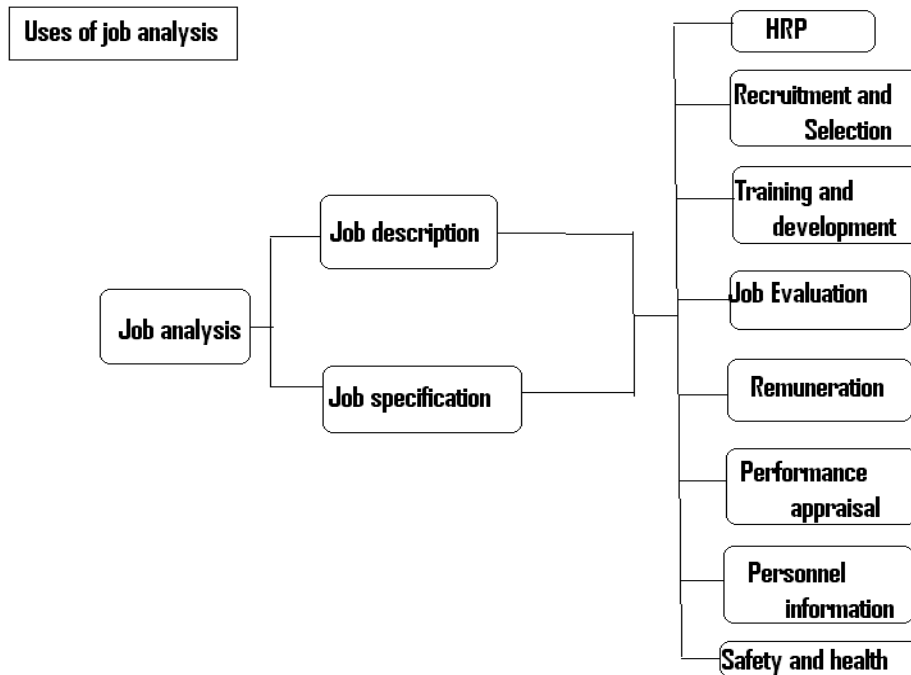 Uses of job analysis
HRP
Recruitment and
Selection
Training and
development
Job description
Job Evaluation
Job analysis
Remuneration
Job specification
Performance
appraisal
Personnel
information
Safety and health